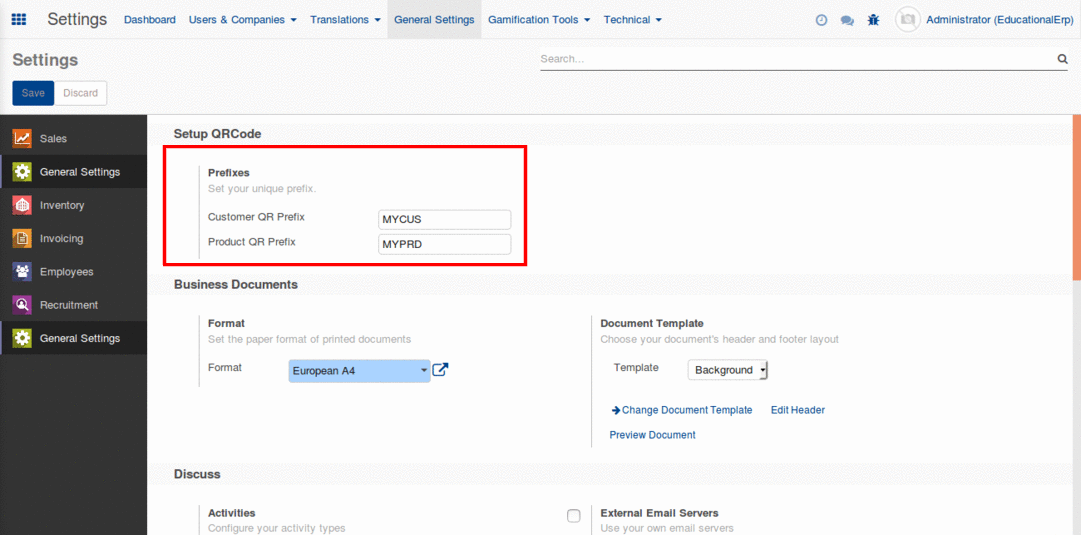 Settings Dashboard Users & Companies Translations General Settings Gamification Tools Technical Administrator (EducationalErp)
Settings
Search...
Save Discard
Sales
General Settings
Inventory
Invoicing
Employees
Recruitment
General Settings
Setup QRCode
Prefixes
Set your unique prefix.
Customer QR Prefix MYCUS
Product QR Prefix MYPRD
Business Documents
Format
Set the paper format of printed documents
Format European A4
Document Template
Choose your document's header and footer layout
Template Background
Change Document Template Edit Header
Preview Document
Discuss
Activities
Configure your activity types
External Email Servers
Use your own email servers